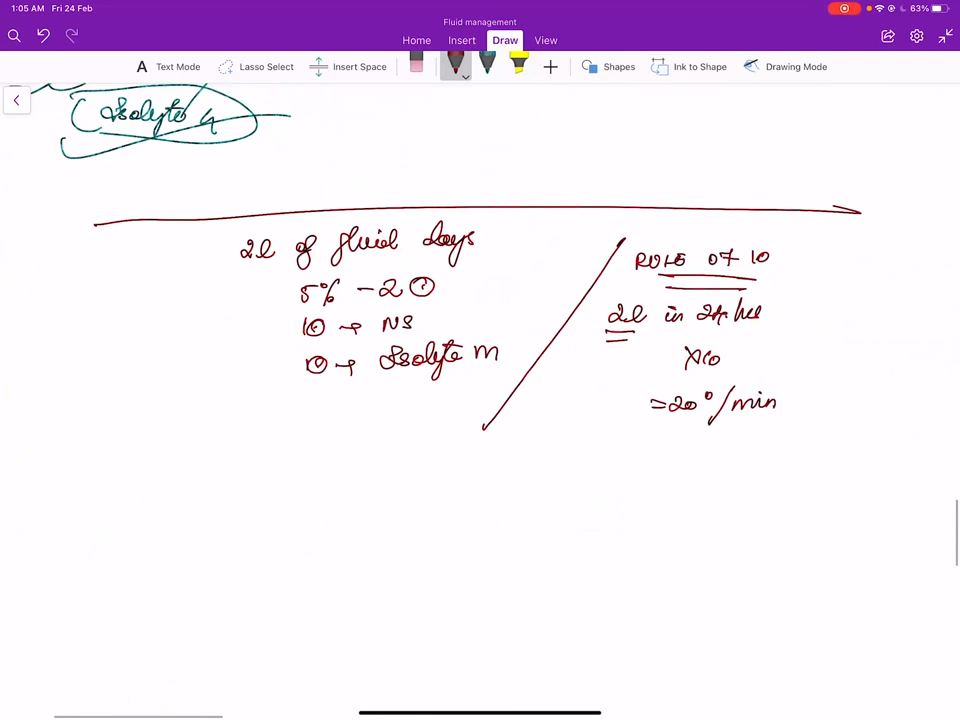 1:05 AM Fri 24 Feb
63%
Fluid management
Home Insert Draw View
Text Mode Lasso Select Insert Space Shapes Ink to Shape Drawing Mode
Isolyte G
2l of fluid days
5% - 2
10 → NS
10 → Isolyte M
RULE OF 10
2l in 24 hrs
x10
= 20°/min